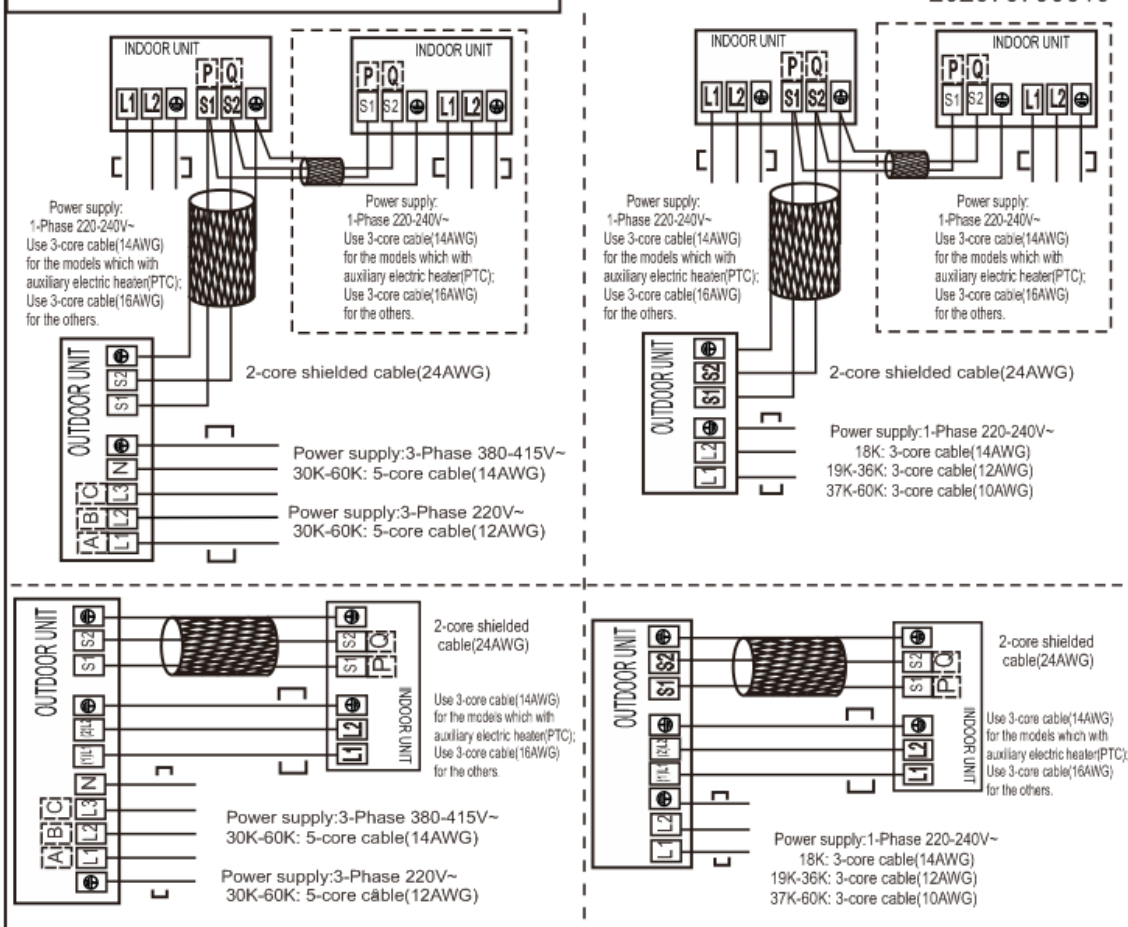 INDOOR UNIT
P Q
L1 L2 S1 S2
INDOOR UNIT
P Q
S1 S2 L1 L2
Power supply:
1-Phase 220-240V~
Use 3-core cable(14AWG)
for the models which with
auxiliary electric heater(PTC);
Use 3-core cable(16AWG)
for the others.
Power supply:
1-Phase 220-240V~
Use 3-core cable(14AWG)
for the models which with
auxiliary electric heater(PTC);
Use 3-core cable(16AWG)
for the others.
OUTDOOR UNIT
S2
S1
N
C L3
B L2
A L1
2-core shielded cable(24AWG)
Power supply:3-Phase 380-415V~
30K-60K: 5-core cable(14AWG)
Power supply:3-Phase 220V~
30K-60K: 5-core cable(12AWG)
INDOOR UNIT
P Q
L1 L2 S1 S2
INDOOR UNIT
P Q
S1 S2 L1 L2
Power supply:
1-Phase 220-240V~
Use 3-core cable(14AWG)
for the models which with
auxiliary electric heater(PTC);
Use 3-core cable(16AWG)
for the others.
Power supply:
1-Phase 220-240V~
Use 3-core cable(14AWG)
for the models which with
auxiliary electric heater(PTC);
Use 3-core cable(16AWG)
for the others.
OUTDOOR UNIT
S2
S1
L2
L1
2-core shielded cable(24AWG)
Power supply:1-Phase 220-240V~
18K: 3-core cable(14AWG)
19K-36K: 3-core cable(12AWG)
37K-60K: 3-core cable(10AWG)
OUTDOOR UNIT
S2
S1
(2)L2
(1)L1
N
C L3
B L2
A L1
S2 Q
S1 P
L2
L1
INDOOR UNIT
2-core shielded
cable(24AWG)
Use 3-core cable(14AWG)
for the models which with
auxiliary electric heater(PTC);
Use 3-core cable(16AWG)
for the others.
Power supply:3-Phase 380-415V~
30K-60K: 5-core cable(14AWG)
Power supply:3-Phase 220V~
30K-60K: 5-core cable(12AWG)
OUTDOOR UNIT
S2
S1
(2)L2
(1)L1
L2
L1
S2 Q
S1 P
L2
L1
INDOOR UNIT
2-core shielded
cable(24AWG)
Use 3-core cable(14AWG)
for the models which with
auxiliary electric heater(PTC);
Use 3-core cable(16AWG)
for the others.
Power supply:1-Phase 220-240V~
18K: 3-core cable(14AWG)
19K-36K: 3-core cable(12AWG)
37K-60K: 3-core cable(10AWG)